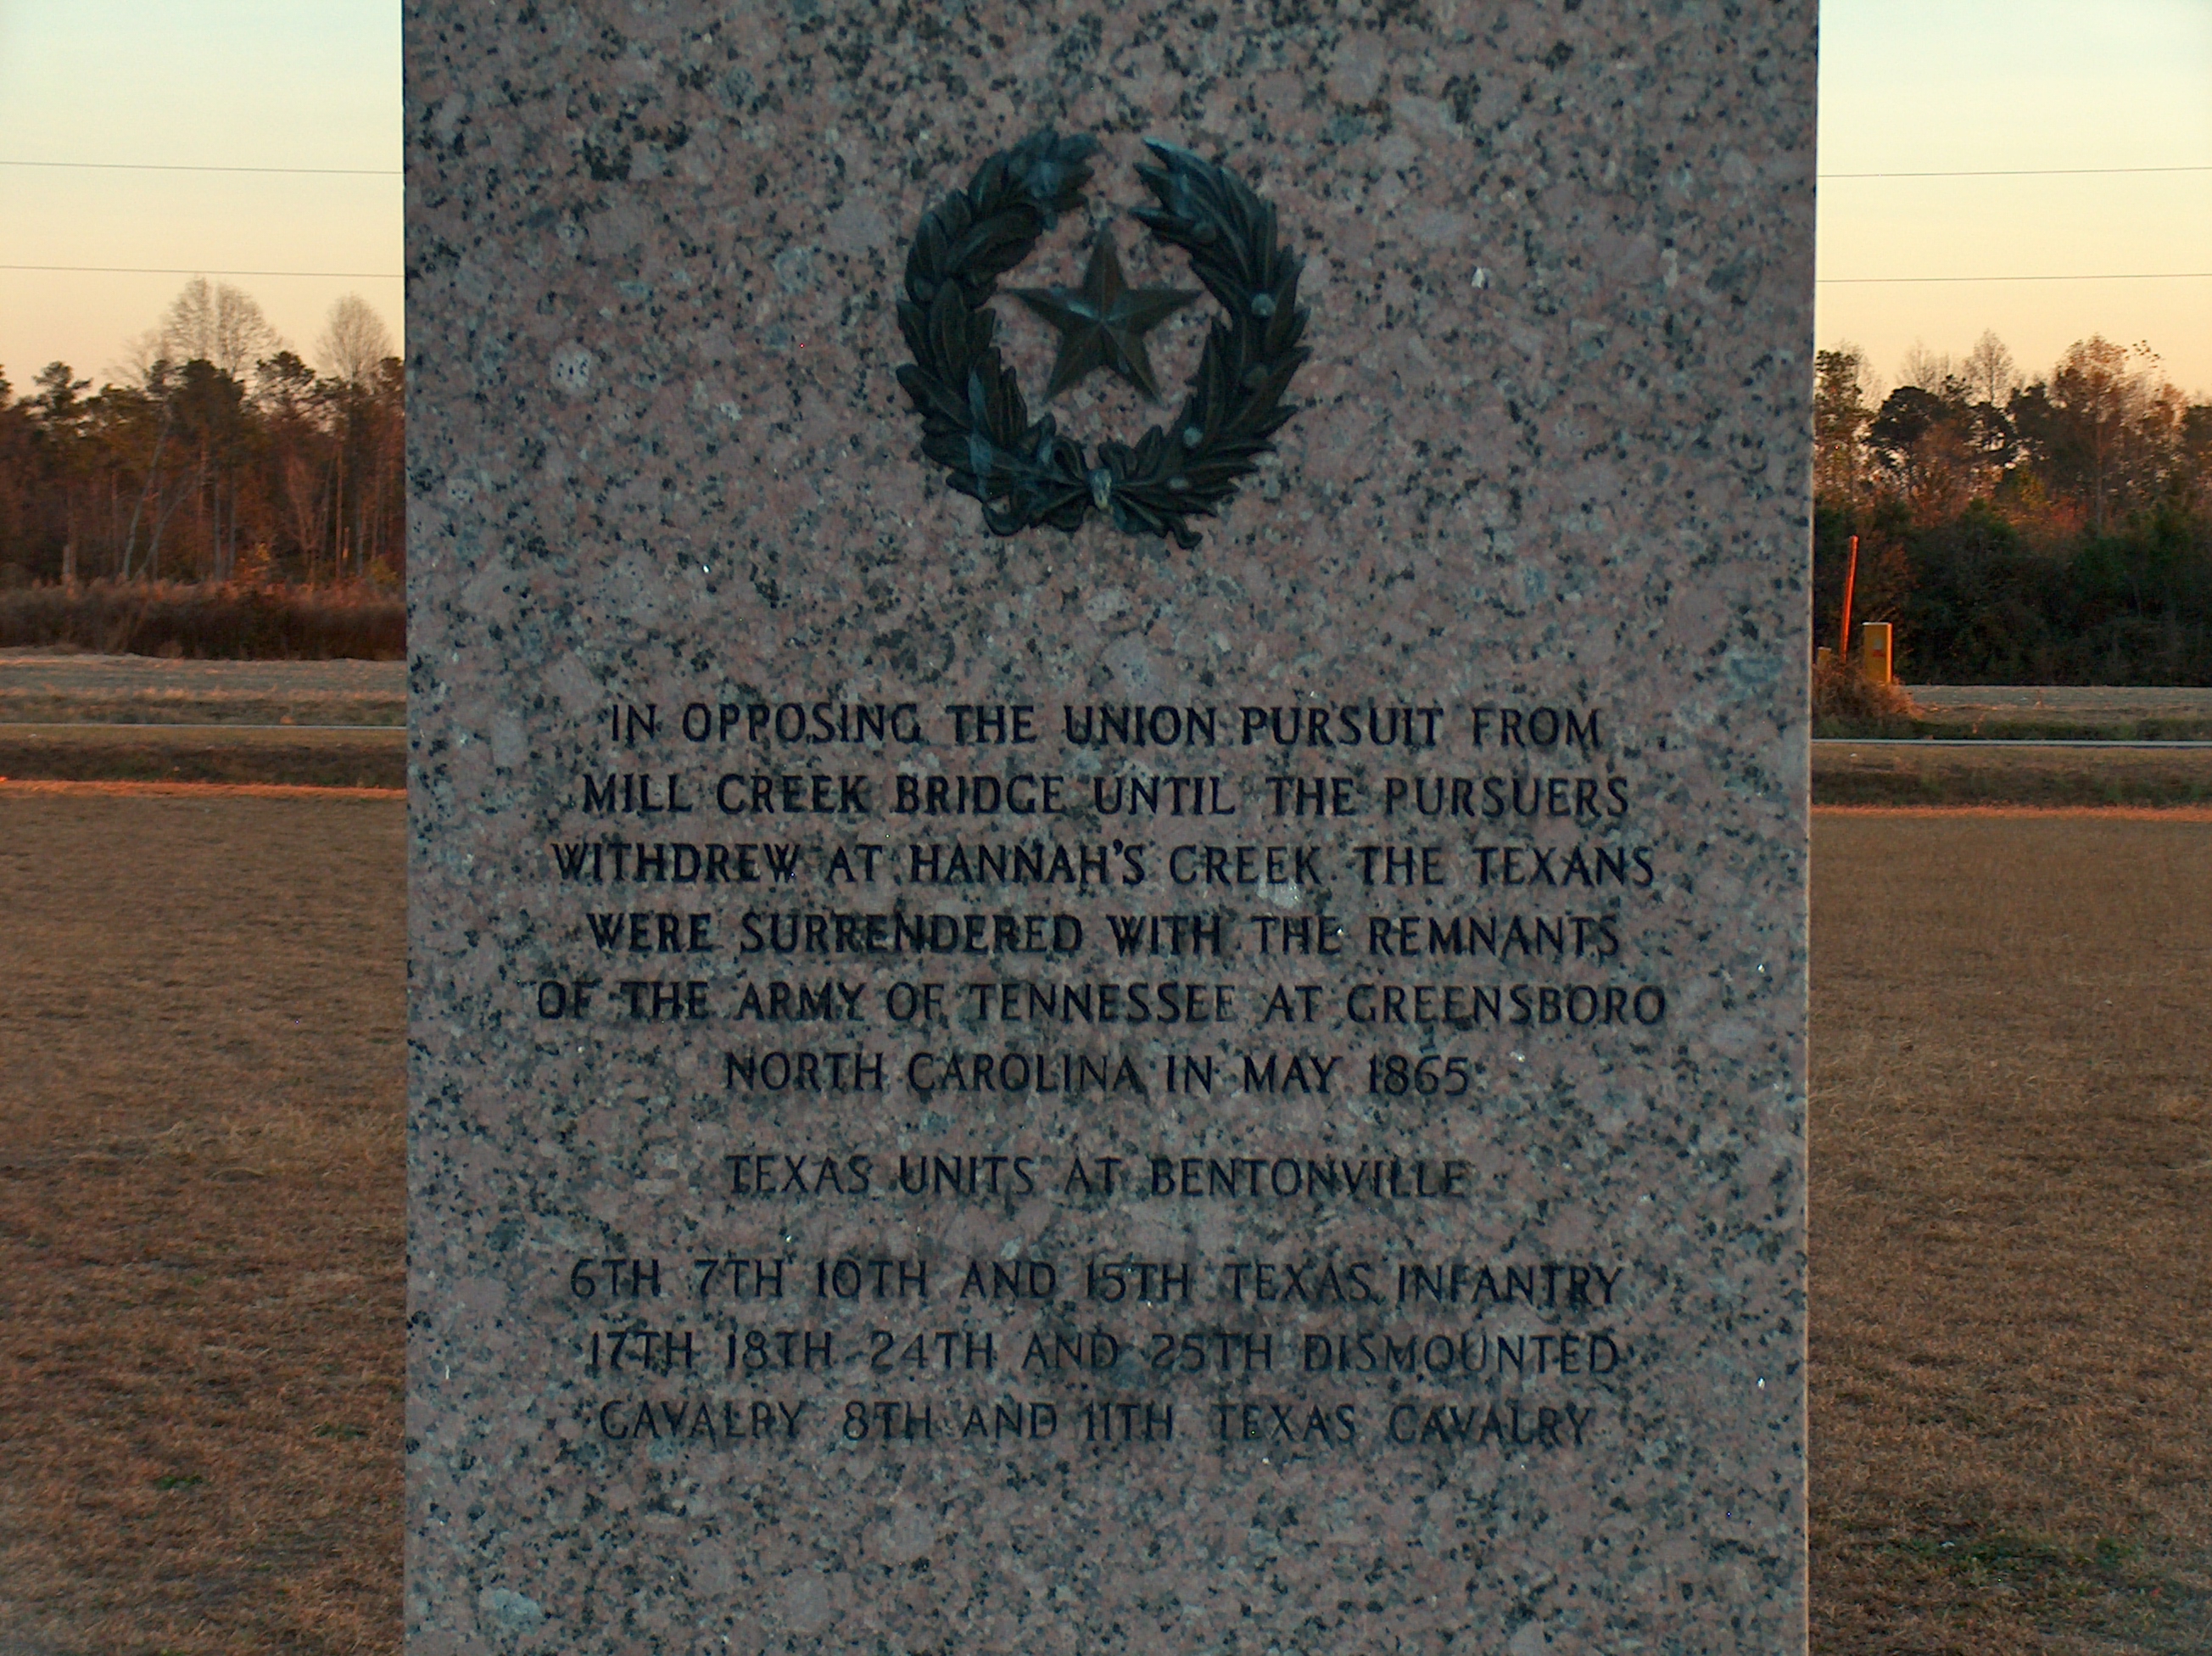 IN OPPOSING THE UNION PURSUIT FROM
MILL CREEK BRIDGE UNTIL THE PURSUERS
WITHDREW AT HANNAH'S CREEK THE TEXANS
WERE SURRENDERED WITH THE REMNANTS
OF THE ARMY OF TENNESSEE AT GREENSBORO
NORTH CAROLINA IN MAY 1865
TEXAS UNITS AT BENTONVILLE
6TH 7TH 10TH AND 15TH TEXAS INFANTRY
17TH 18TH 24TH AND 25TH DISMOUNTED
CAVALRY 8TH AND 11TH TEXAS CAVALRY